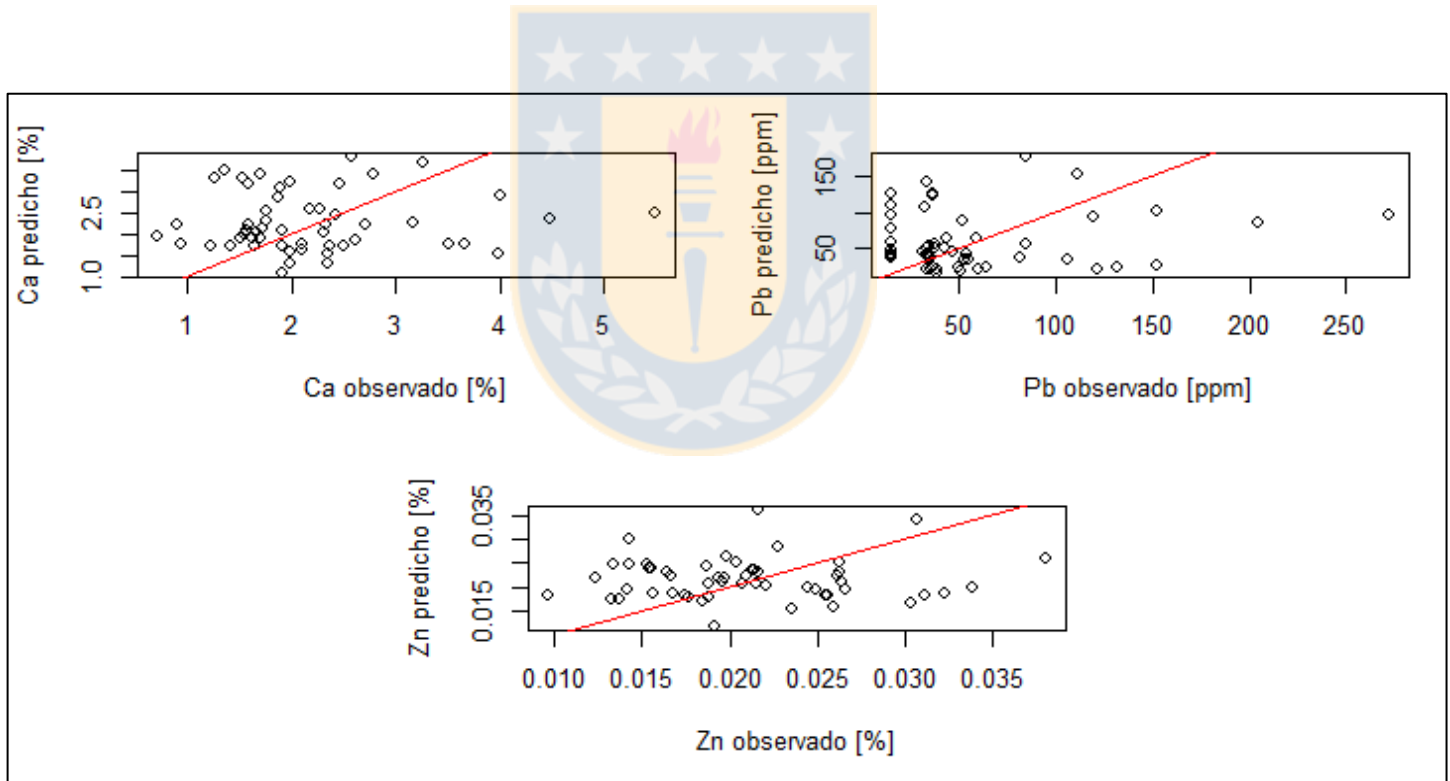 Ca predicho [%]
2.5
1.0
1 2 3 4 5
Ca observado [%]
Pb predicho [ppm]
150
50
50 100 150 200 250
Pb observado [ppm]
Zn predicho [%]
0.035
0.015
0.010 0.015 0.020 0.025 0.030 0.035
Zn observado [%]